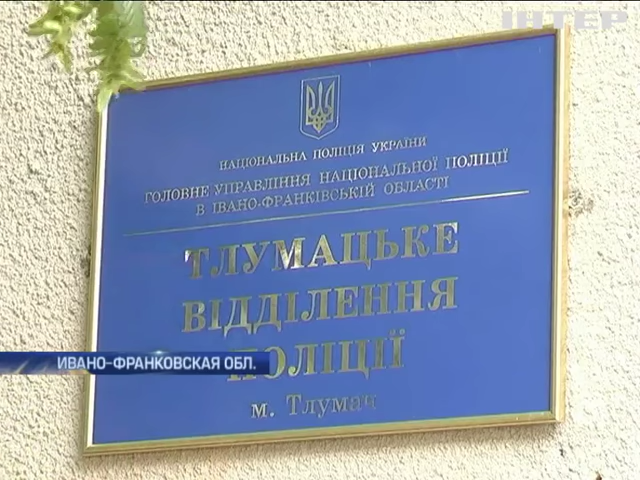 ІНТЕР
НАЦІОНАЛЬНА ПОЛІЦІЯ УКРАЇНИ
ГОЛОВНЕ УПРАВЛІННЯ НАЦІОНАЛЬНОЇ ПОЛІЦІЇ
В ІВАНО-ФРАНКІВСЬКІЙ ОБЛАСТІ
ТЛУМАЦЬКЕ
ВІДДІЛЕННЯ
ПОЛІЦІЇ
ИВАНО-ФРАНКОВСКАЯ ОБЛ.
м. Тлумач